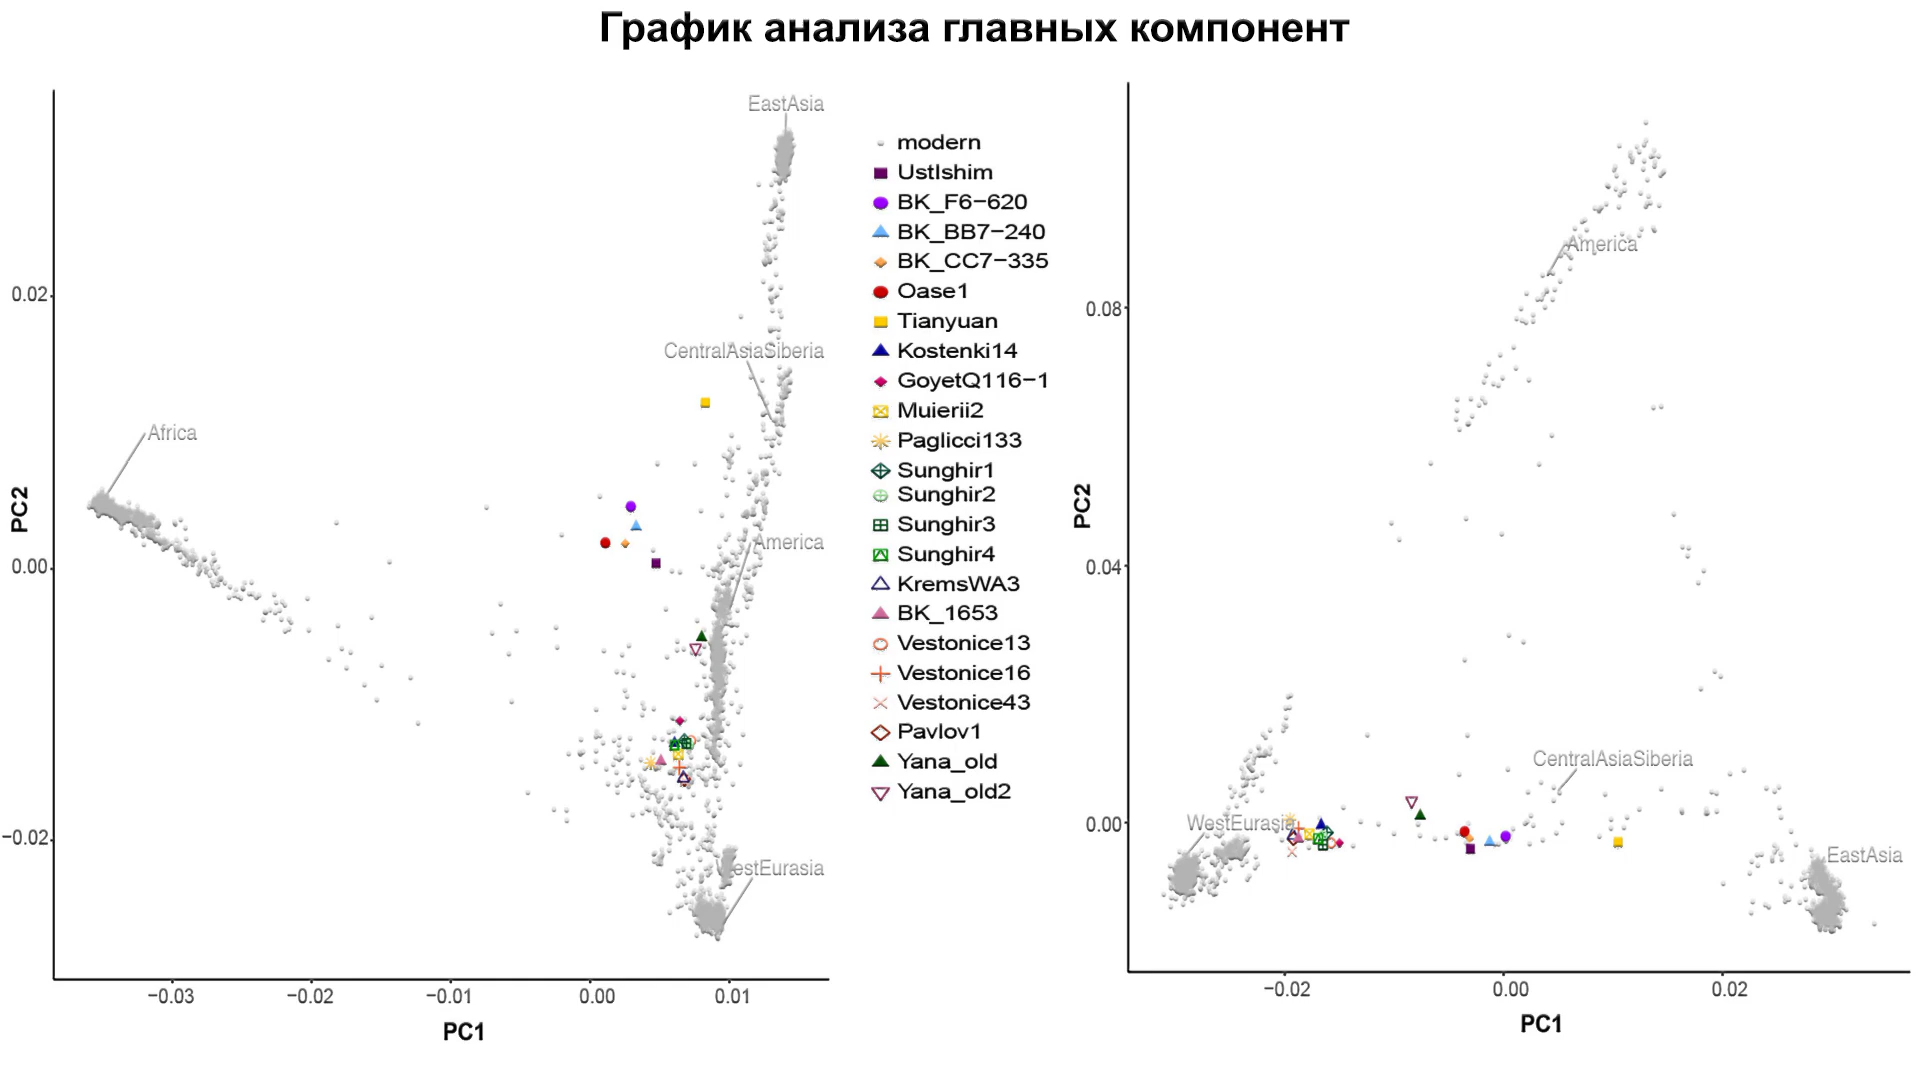 График анализа главных компонент
EastAsia
CentralAsiaSiberia
Africa
America
estEurasia
0.02
0.00
−0.02
PC2
−0.03
−0.02
−0.01
0.00
0.01
PC1
modern
UstIshim
BK_F6−620
BK_BB7−240
BK_CC7−335
Oase1
Tianyuan
Kostenki14
GoyetQ116−1
Muierii2
Paglicci133
Sunghir1
Sunghir2
Sunghir3
Sunghir4
KremsWA3
BK_1653
Vestonice13
Vestonice16
Vestonice43
Pavlov1
Yana_old
Yana_old2
America
CentralAsiaSiberia
WestEurasia
EastAsia
0.08
0.04
0.00
PC2
−0.02
0.00
0.02
PC1